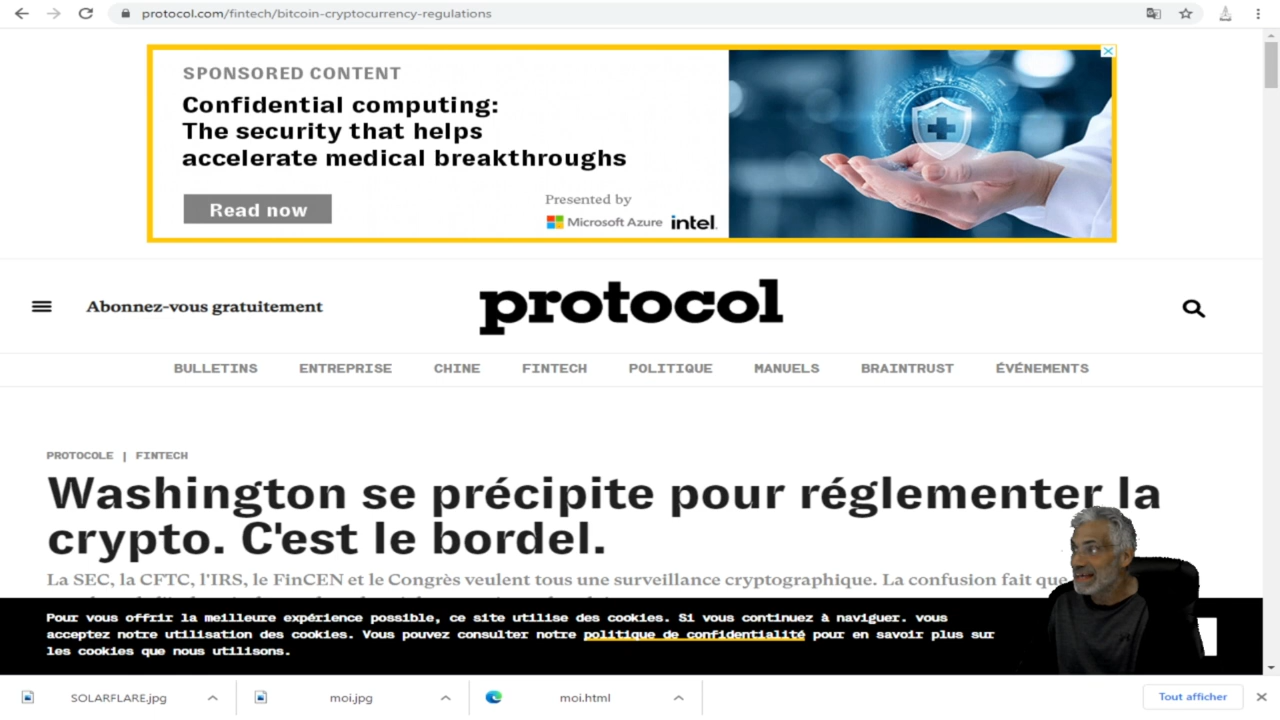 protocol.com/fintech/bitcoin-cryptocurrency-regulations
SPONSORED CONTENT
Confidential computing:
The security that helps
accelerate medical breakthroughs
Read now
Presented by
Microsoft Azure intel.
Abonnez-vous gratuitement
protocol
BULLETINS ENTREPRISE CHINE FINTECH POLITIQUE MANUELS BRAINTRUST ÉVÉNEMENTS
PROTOCOLE | FINTECH
Washington se précipite pour réglementer la
crypto. C'est le bordel.
La SEC, la CFTC, l'IRS, le FinCEN et le Congrès veulent tous une surveillance cryptographique. La confusion fait que
Pour vous offrir la meilleure expérience possible, ce site utilise des cookies. Si vous continuez à naviguer. vous
acceptez notre utilisation des cookies. Vous pouvez consulter notre politique de confidentialité pour en savoir plus sur
les cookies que nous utilisons.
SOLARFLARE.jpg moi.jpg moi.html Tout afficher